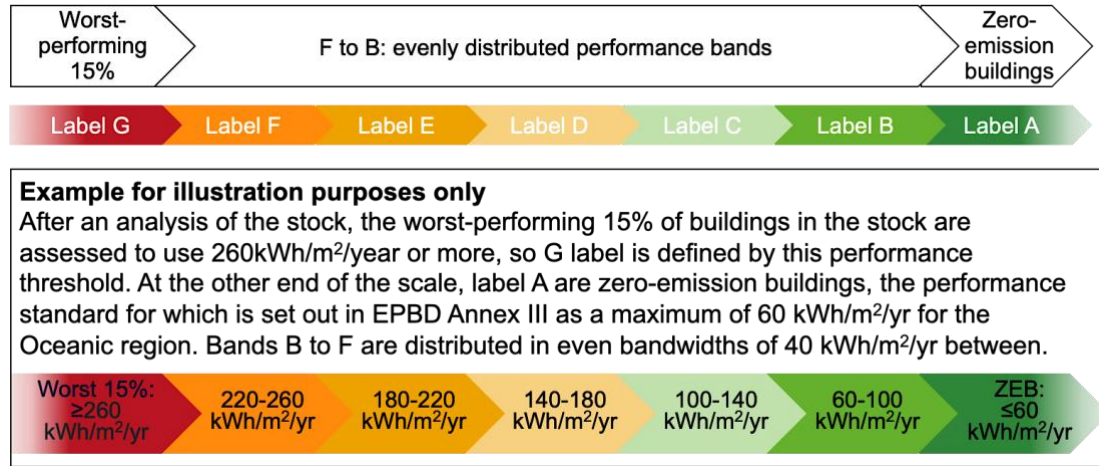 Worst-
performing
15%
F to B: evenly distributed performance bands
Zero-
emission
buildings
Label G
Label F
Label E
Label D
Label C
Label B
Label A
Example for illustration purposes only
After an analysis of the stock, the worst-performing 15% of buildings in the stock are
assessed to use 260kWh/m²/year or more, so G label is defined by this performance
threshold. At the other end of the scale, label A are zero-emission buildings, the performance
standard for which is set out in EPBD Annex III as a maximum of 60 kWh/m²/yr for the
Oceanic region. Bands B to F are distributed in even bandwidths of 40 kWh/m²/yr between.
Worst 15%:
≥260
kWh/m²/yr
220-260
kWh/m²/yr
180-220
kWh/m²/yr
140-180
kWh/m²/yr
100-140
kWh/m²/yr
60-100
kWh/m²/yr
ZEB:
≤60
kWh/m²/yr